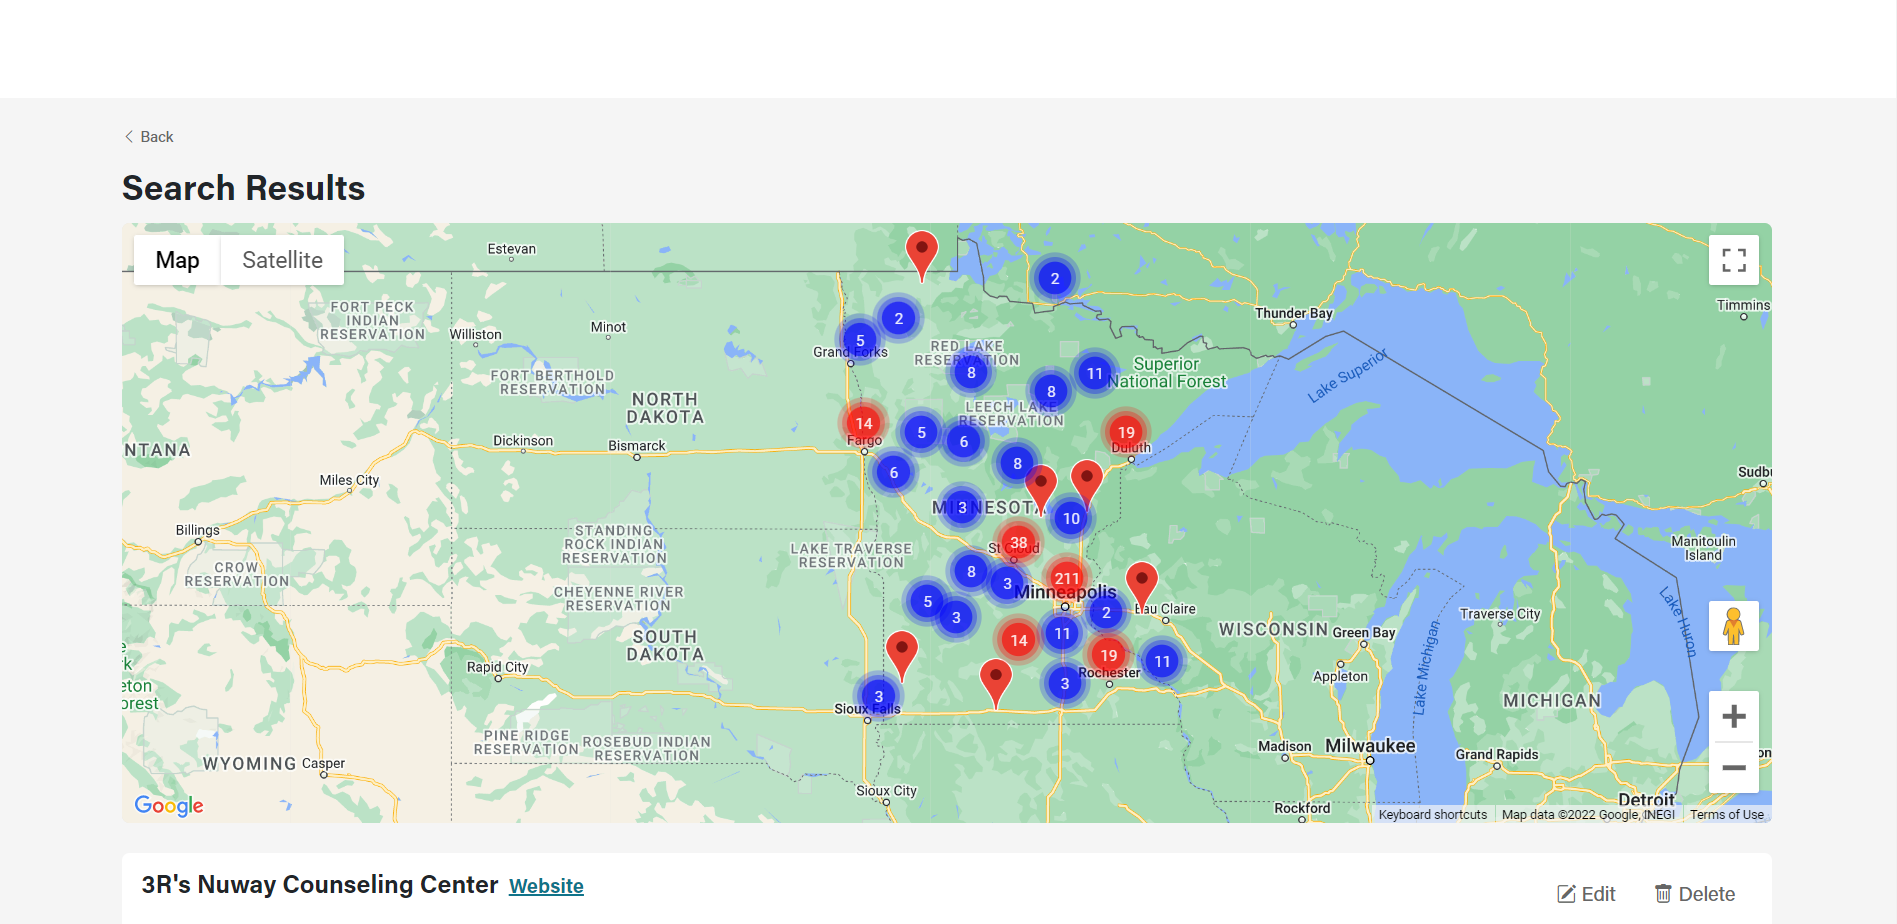 Back
Search Results
Map
Satellite
Estevan
2
Timmins
FORT PECK
INDIAN
RESERVATION
Thunder Bay
2
Williston
Minot
5
Grand Forks
RED LAKE
RESERVATION
Lake Superior
Superior
National Forest
8
11
8
FORT BERTHOLD
RESERVATION
NORTH
DAKOTA
LEECH LAKE
RESERVATION
14
Fargo
5
6
19
Duluth
Dickinson
Bismarck
NTANA
8
6
Miles City
Sudbu
3
MINNESOTA
10
Billings
STANDING
ROCK INDIAN
RESERVATION
LAKE TRAVERSE
RESERVATION
38
St Cloud
Manitoulin
Island
CROW
RESERVATION
8
3
211
Minneapolis
CHEYENNE RIVER
RESERVATION
5
3
2
Eau Claire
Traverse City
Lake Huron
WISCONSIN
Green Bay
11
14
SOUTH
DAKOTA
e
rk
19
Rochester
11
Lake Michigan
Rapid City
Appleton
eton
orest
3
3
Sioux Falls
MICHIGAN
PINE RIDGE
RESERVATION
ROSEBUD INDIAN
RESERVATION
Madison
Milwaukee
Grand Rapids
on
WYOMING
Casper
Sioux City
Detroit
Google
Rockford
Keyboard shortcuts
Map data ©2022 Google, INEGI
Terms of Use
3R's Nuway Counseling Center
Website
Edit
Delete